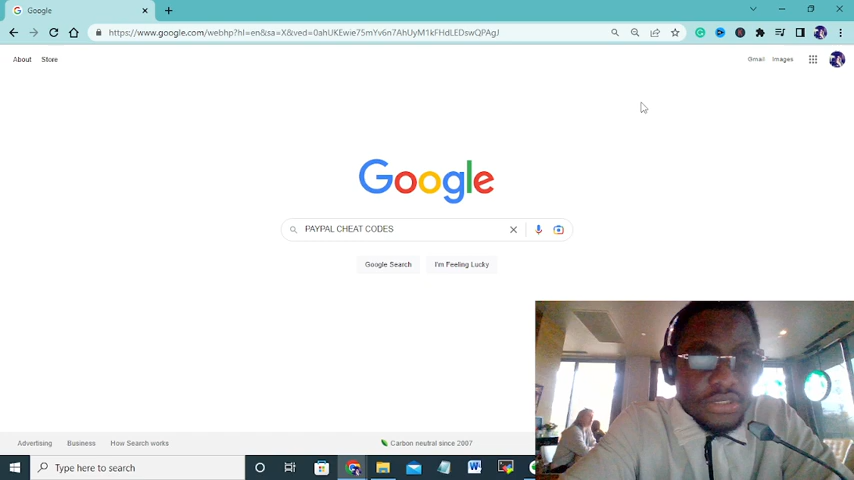 Google
https://www.google.com/webhp?hl=en&sa=X&ved=0ahUKEwie75mYv6n7AhUyM1kFHdLEDswQPAgJ
About Store Gmail Images
Google
PAYPAL CHEAT CODES
Google Search I'm Feeling Lucky
Advertising Business How Search works Carbon neutral since 2007
Type here to search